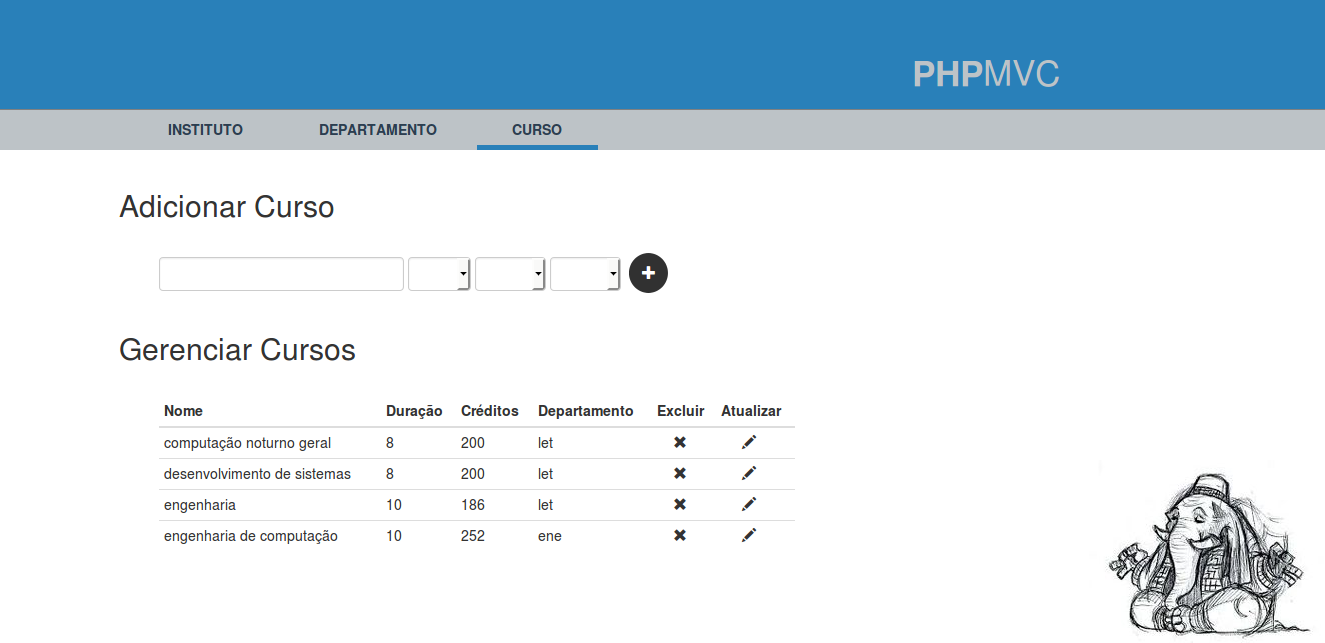 PHPMVC
INSTITUTO DEPARTAMENTO CURSO
Adicionar Curso
Gerenciar Cursos
Nome Duração Créditos Departamento Excluir Atualizar
computação noturno geral 8 200 let
desenvolvimento de sistemas 8 200 let
engenharia 10 186 let
engenharia de computação 10 252 ene